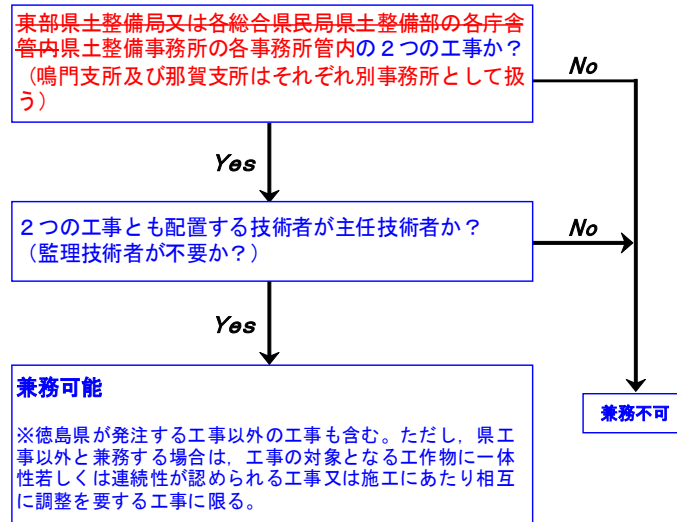 東部県土整備局又は各総合県民局県土整備部の各庁舎
管内県土整備事務所の各事務所管内の２つの工事か？
（鳴門支所及び那賀支所はそれぞれ別事務所として扱
う）
No
Yes
２つの工事とも配置する技術者が主任技術者か？
（監理技術者が不要か？）
No
Yes
兼務可能
※徳島県が発注する工事以外の工事も含む。ただし，県工
事以外と兼務する場合は，工事の対象となる工作物に一体
性若しくは連続性が認められる工事又は施工にあたり相互
に調整を要する工事に限る。
兼務不可